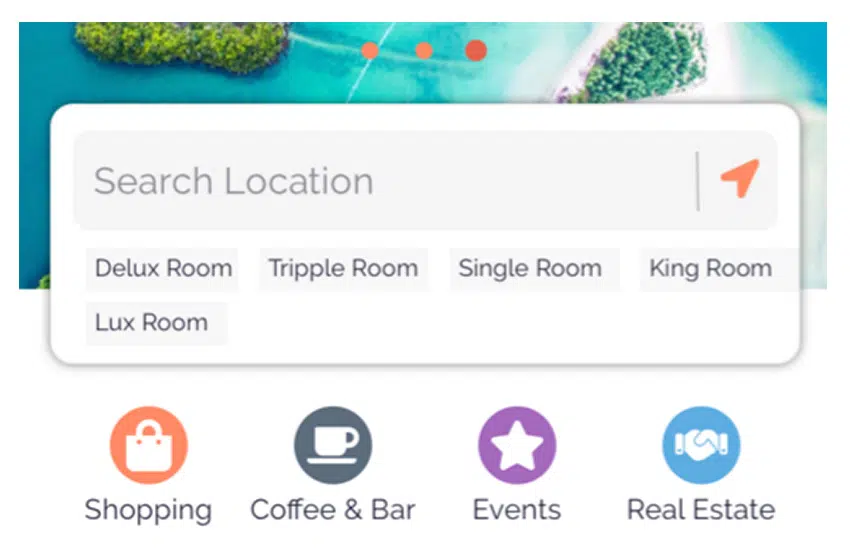 Search Location
Delux Room Tripple Room Single Room King Room
Lux Room
Shopping Coffee & Bar Events Real Estate